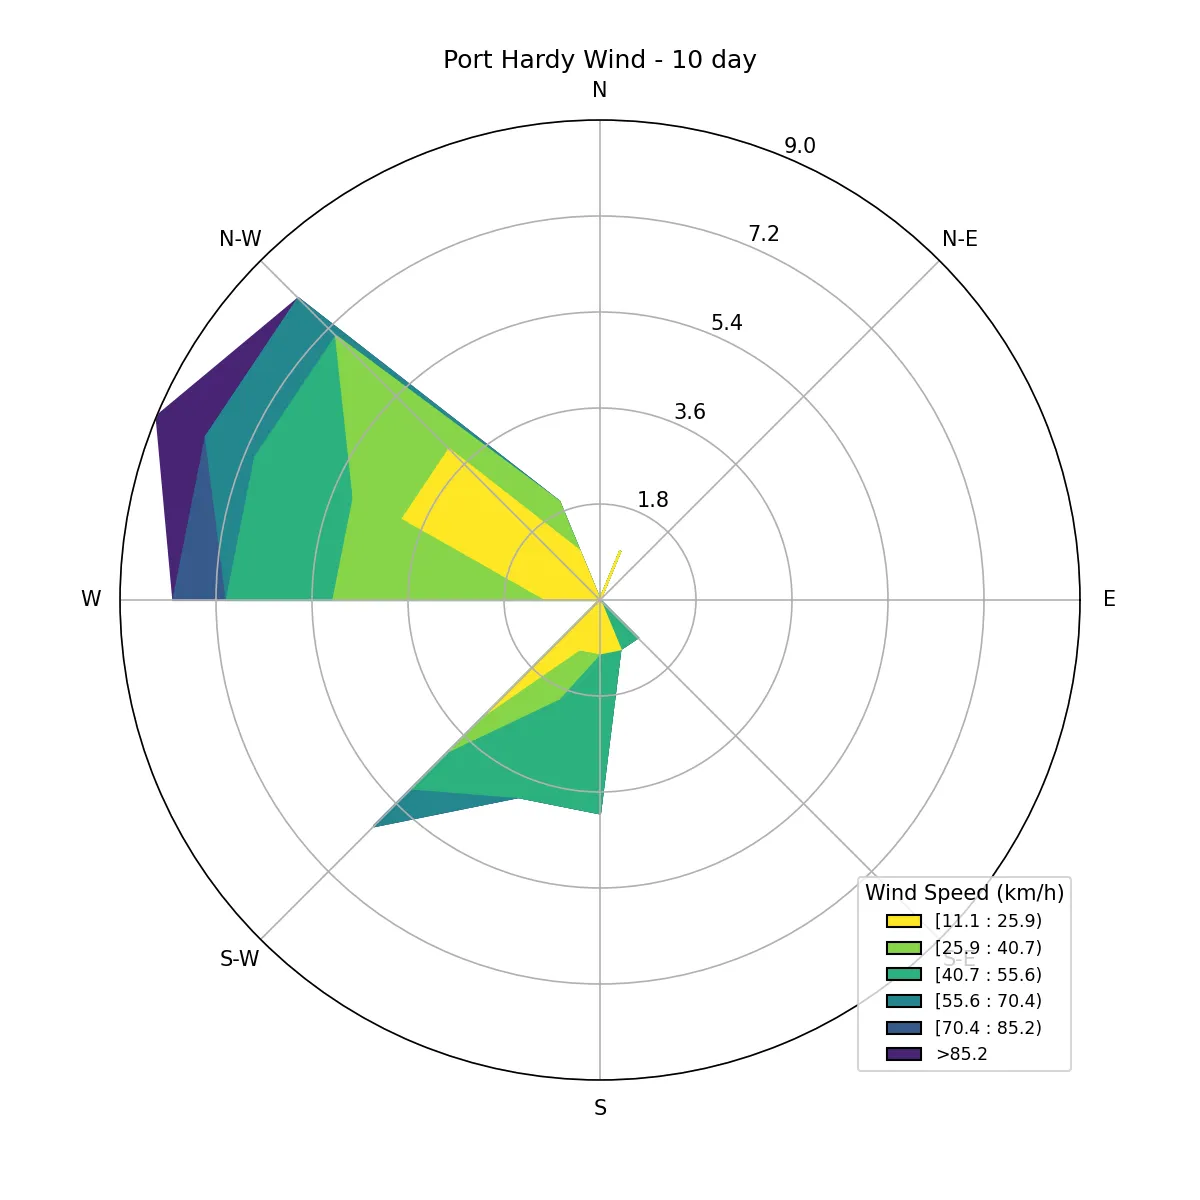 Port Hardy Wind - 10 day
N
9.0
N-W
N-E
7.2
5.4
3.6
1.8
W
E
S-W
S-E
S
Wind Speed (km/h)
[11.1 : 25.9)
[25.9 : 40.7)
[40.7 : 55.6)
[55.6 : 70.4)
[70.4 : 85.2)
>85.2